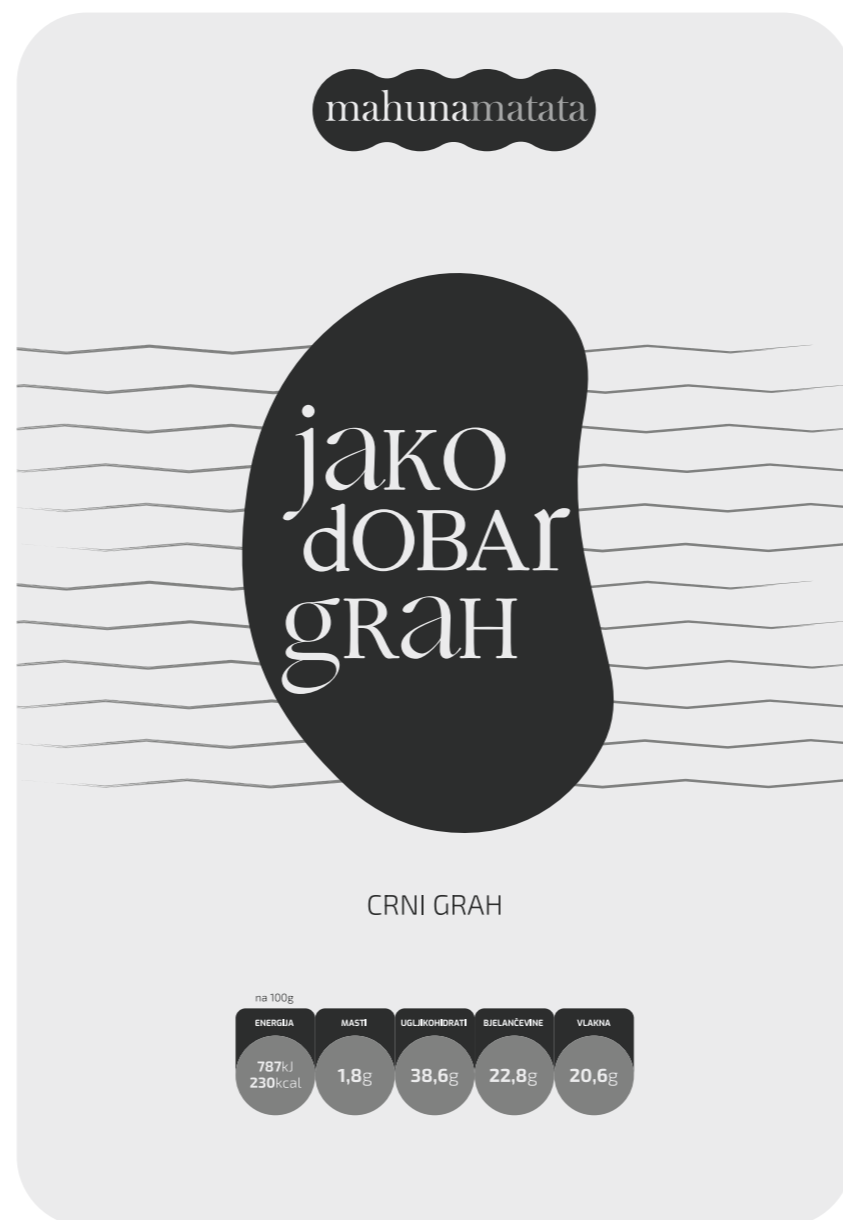 mahunamatata
jako
dOBAr
gRaH
CRNI GRAH
na 100g
ENERGIJA MASTI UGLJIKOHIDRATI BJELANČEVINE VLAKNA
787kJ
230kcal 1,8g 38,6g 22,8g 20,6g